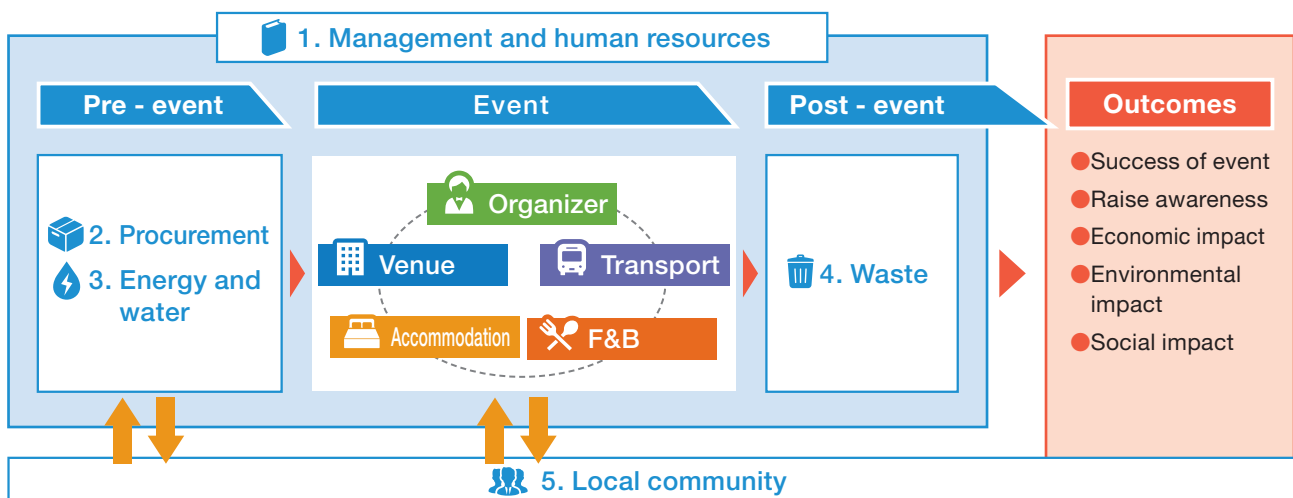 1. Management and human resources
Pre - event
Event
Post - event
Outcomes
2. Procurement
3. Energy and
water
Organizer
Venue
Transport
Accommodation
F&B
4. Waste
●Success of event
●Raise awareness
●Economic impact
●Environmental
impact
●Social impact
5. Local community